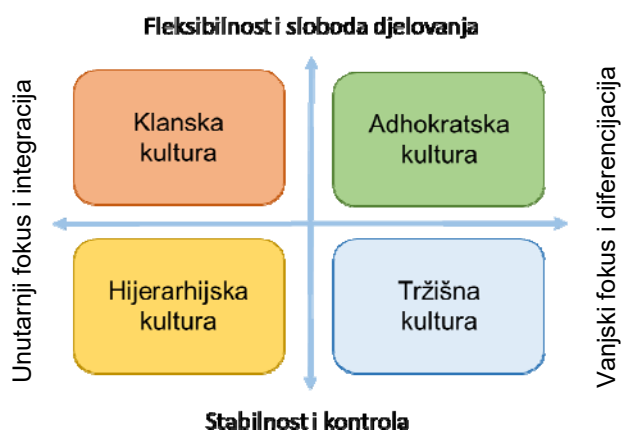 Fleksibilnost i sloboda djelovanja
Unutarnji fokus i integracija
Klanska
kultura
Adhokratska
kultura
Vanjski fokus i diferencijacija
Hijerarhijska
kultura
Tržišna
kultura
Stabilnost i kontrola